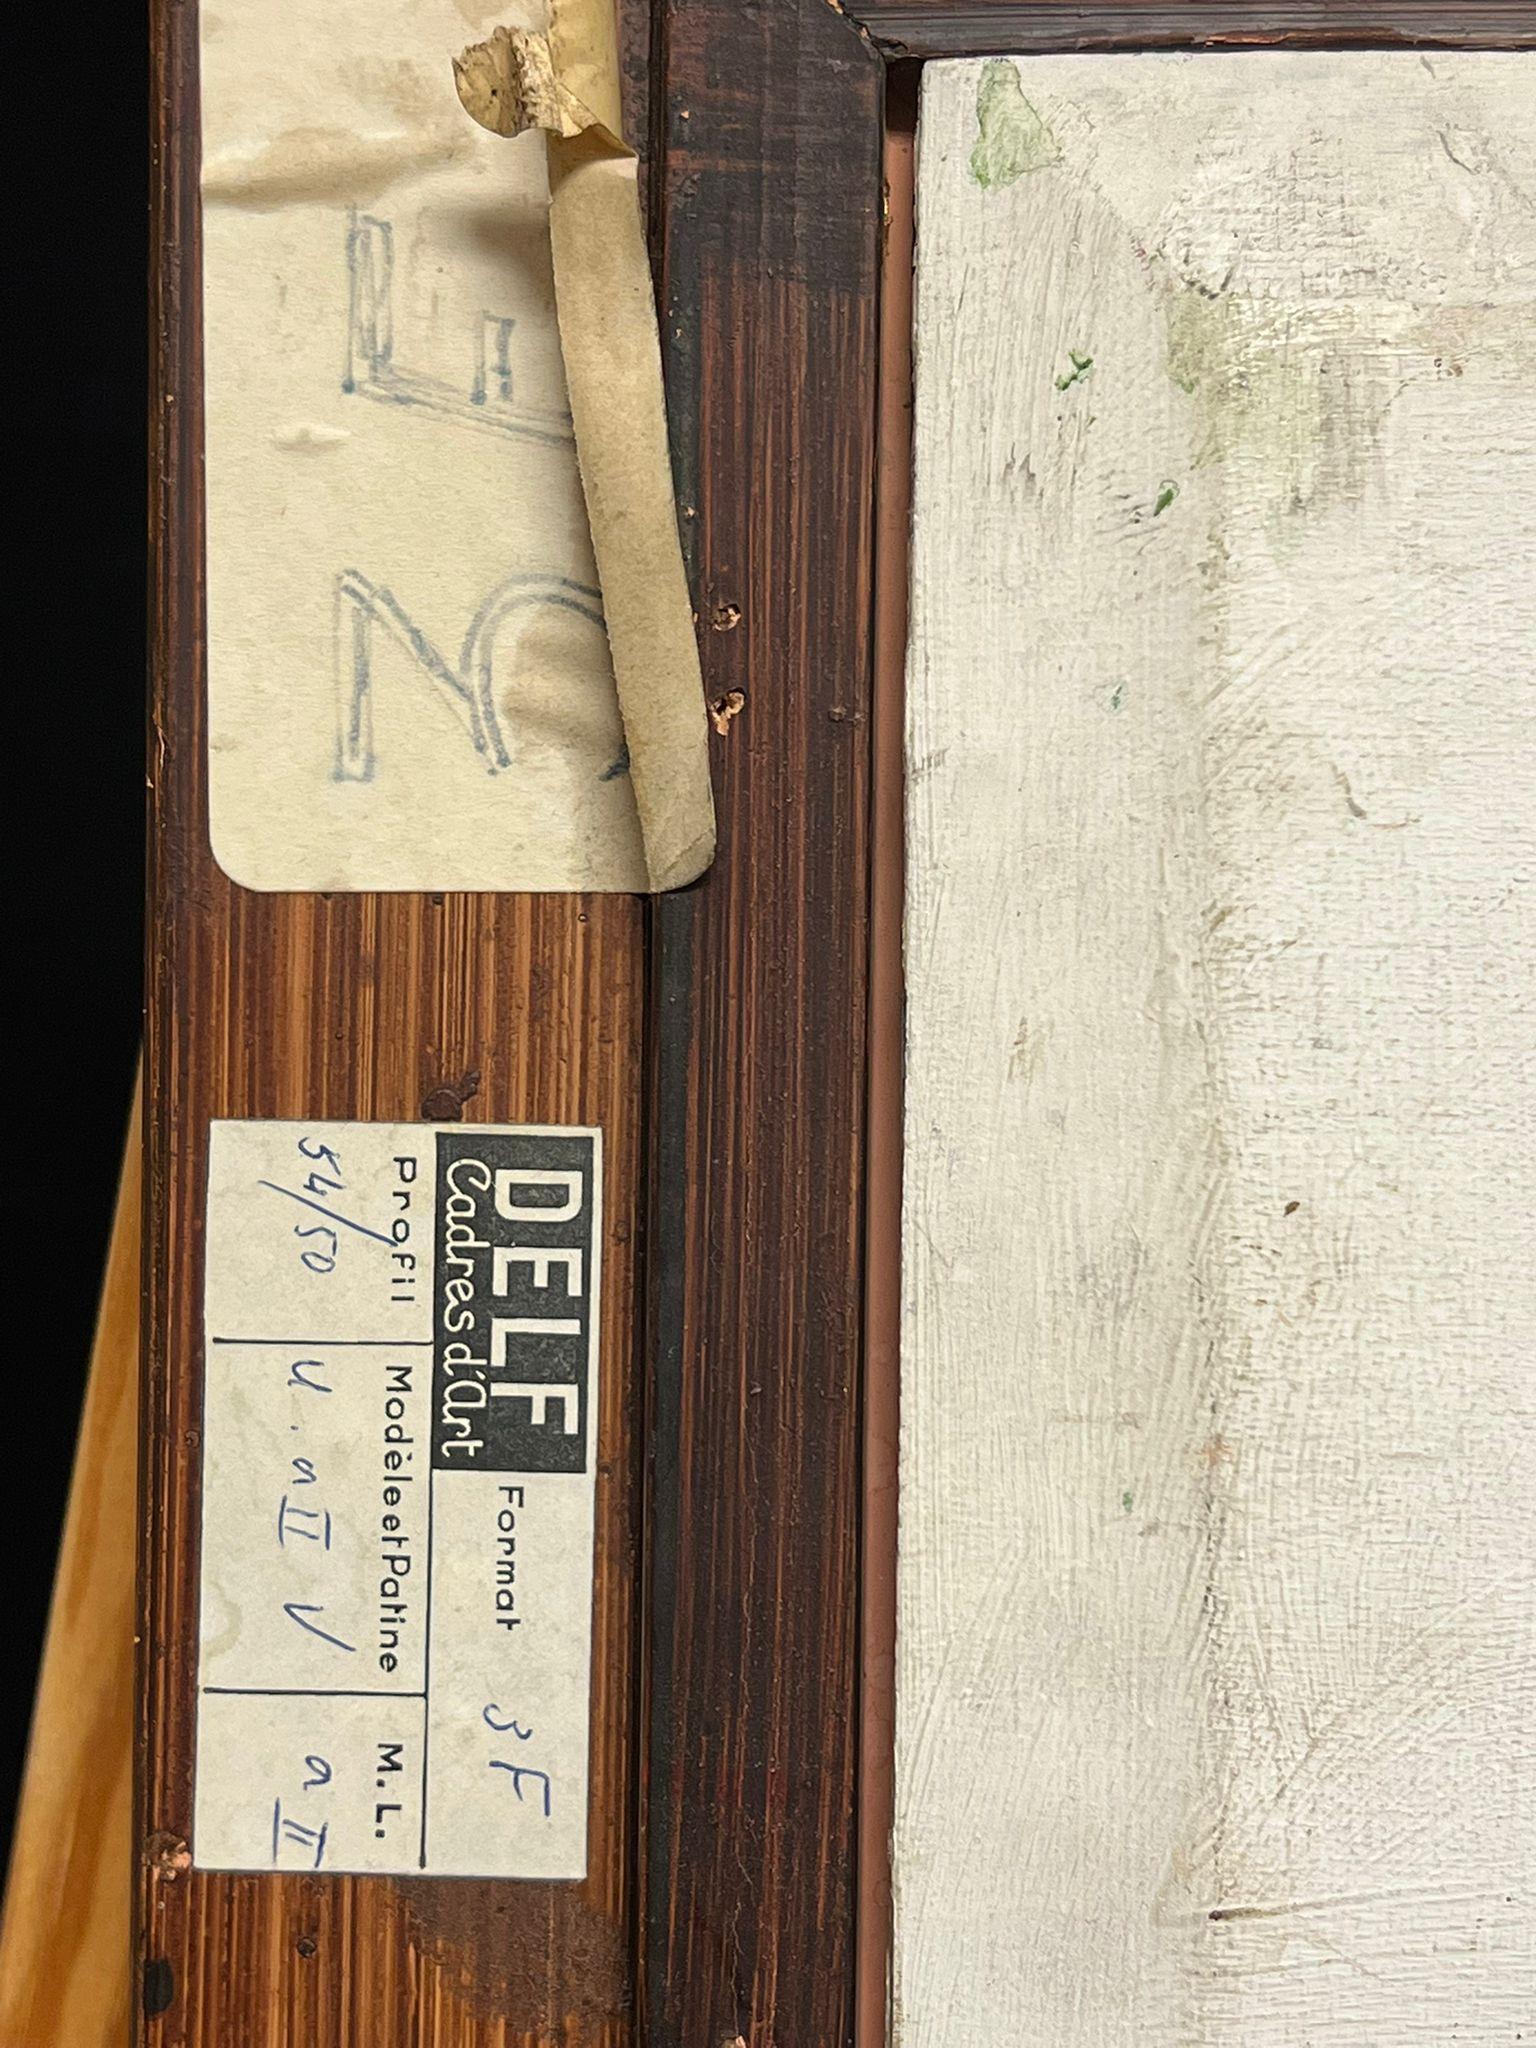 DELF
Cadres d'Art
Format 3F
Profil
54/50
Modèle et Patine
u. a II V
M. L.
a II